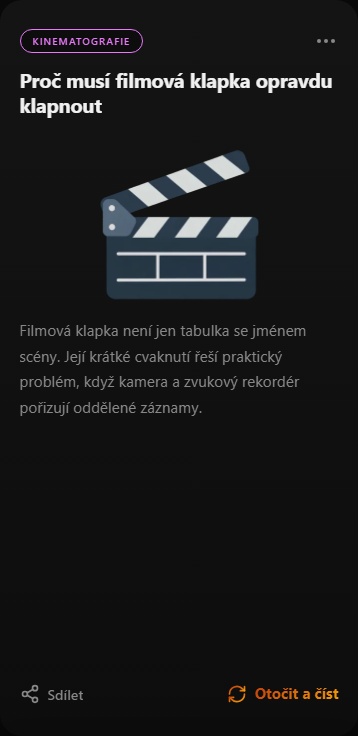 KINEMATOGRAFIE
Proč musí filmová klapka opravdu
klapnout
Filmová klapka není jen tabulka se jménem
scény. Její krátké cvaknutí řeší praktický
problém, když kamera a zvukový rekordér
pořizují oddělené záznamy.
Sdílet
Otočit a číst